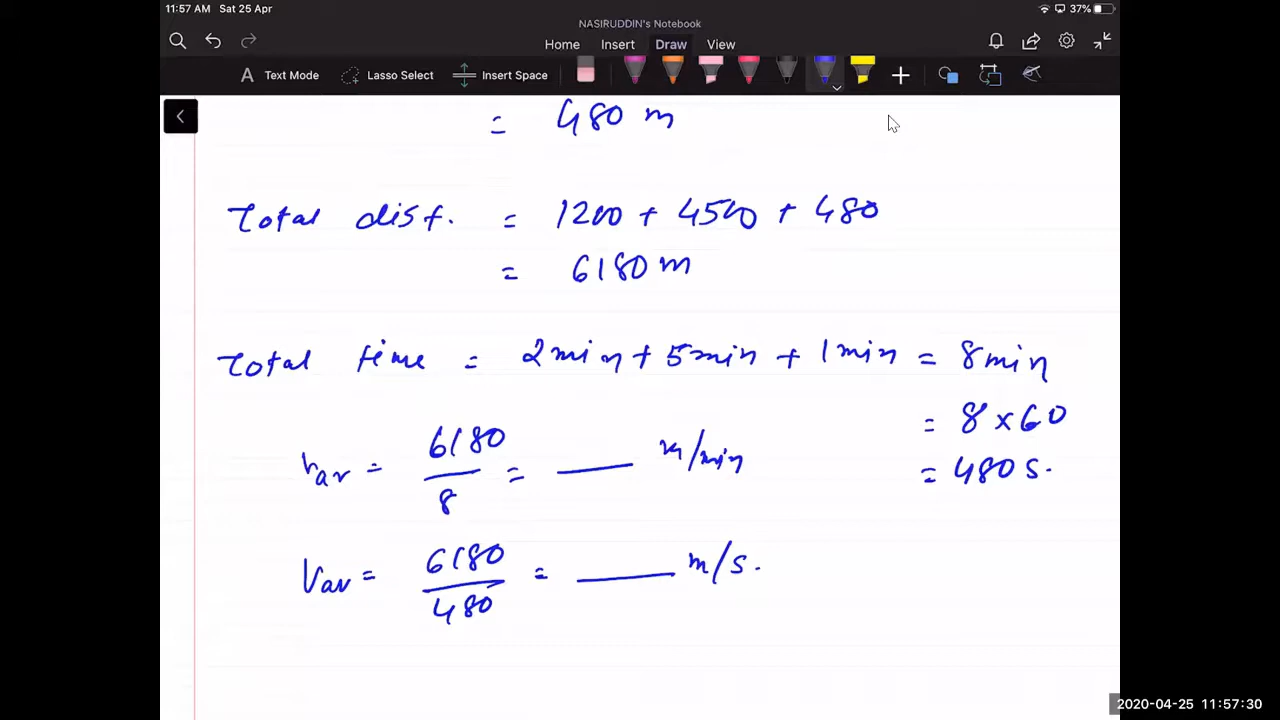 11:57 AM Sat 25 Apr
37%
NASIRUDDIN's Notebook
Home Insert Draw View
Text Mode Lasso Select Insert Space
= 480 m
Total dist. = 1200 + 4500 + 480
= 6180 m
Total time = 2min + 5min + 1min = 8min
= 8 × 60
= 480 s.
Vav = 6180/8 = ____ m/min
Vav = 6180/480 = ____ m/s.
2020-04-25 11:57:30